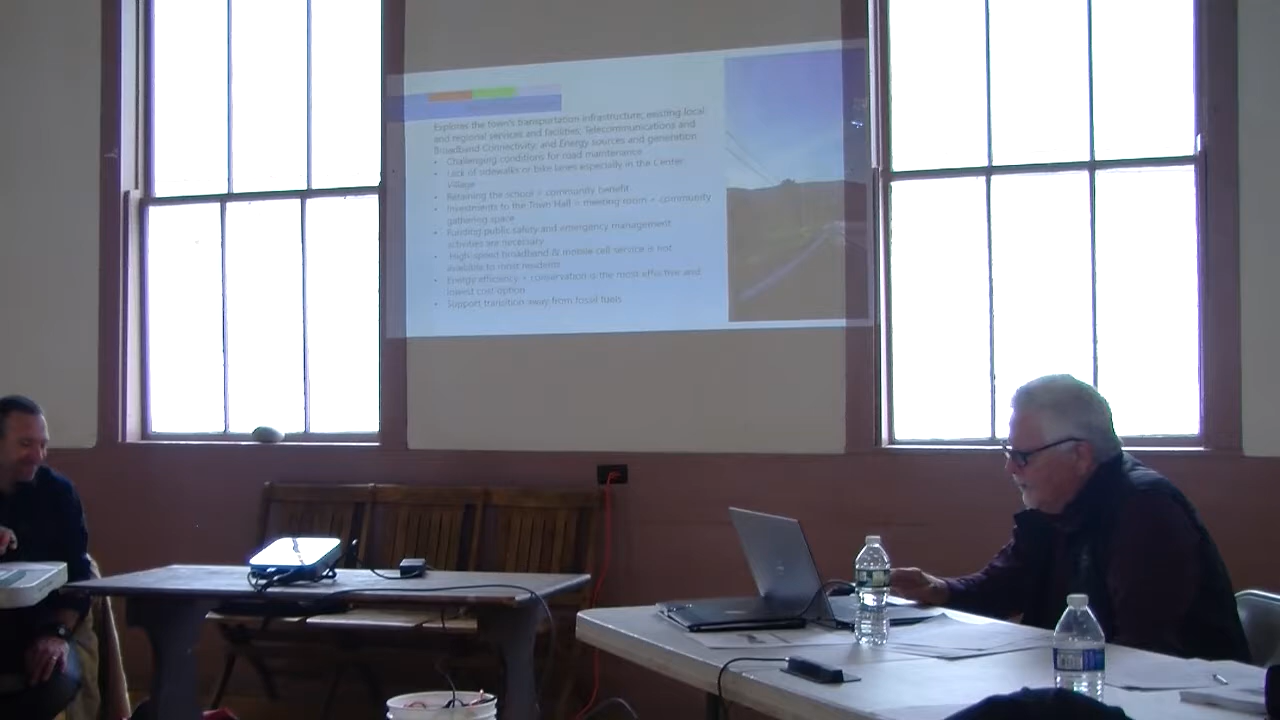 Explores the town's transportation infrastructure; existing local
and regional services and facilities; Telecommunications and
Broadband Connectivity; and Energy sources and generation
• Challenging conditions for road maintenance
• Lack of sidewalks or bike lanes especially in the Center
Village
• Retaining the school = community benefit
• Investments to the Town Hall = meeting room + community
gathering space
• Funding public safety and emergency management
activities are necessary
• High-speed broadband & mobile cell service is not
available to most residents
• Energy efficiency + conservation is the most effective and
lowest cost option
• Support transition away from fossil fuels